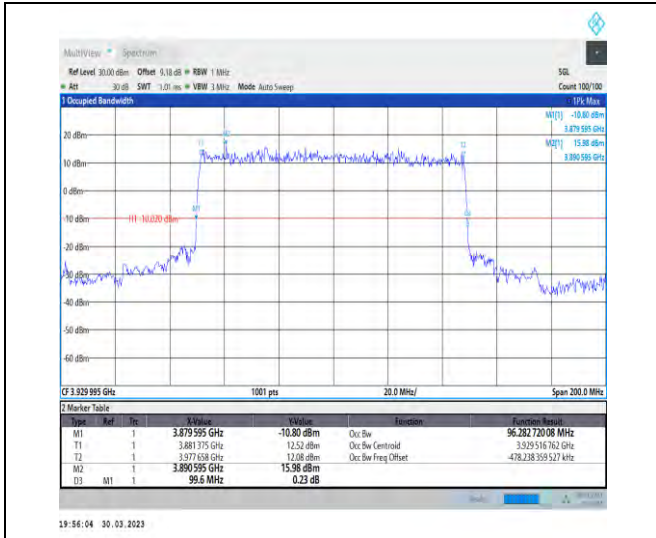 MultiView Spectrum
Ref Level 30.00 dBm Offset 9.18 dB RBW 1 MHz SGL
Att 30 dB SWT 1.01 ms VBW 3 MHz Mode Auto Sweep Count 100/100
1 Occupied Bandwidth 1Pk Max
M1[1] -10.80 dBm
3.879 595 GHz
M2[1] 15.98 dBm
3.890 595 GHz
20 dBm
10 dBm
0 dBm
-10 dBm
H1 -10.020 dBm
M1
-20 dBm
-30 dBm
-40 dBm
-50 dBm
-60 dBm
CF 3.929 995 GHz 1001 pts 20.0 MHz/ Span 200.0 MHz
2 Marker Table
Type Ref Trc X-Value Y-Value Function Function Result
M1 1 3.879 595 GHz -10.80 dBm Occ Bw 96.282 720 08 MHz
T1 1 3.881 375 GHz 12.52 dBm Occ Bw Centroid 3.929 516 762 GHz
T2 1 3.977 658 GHz 12.08 dBm Occ Bw Freq Offset -478.238 359 527 kHz
M2 1 3.890 595 GHz 15.98 dBm
D3 M1 1 99.6 MHz 0.23 dB
19:56:04 30.03.2023